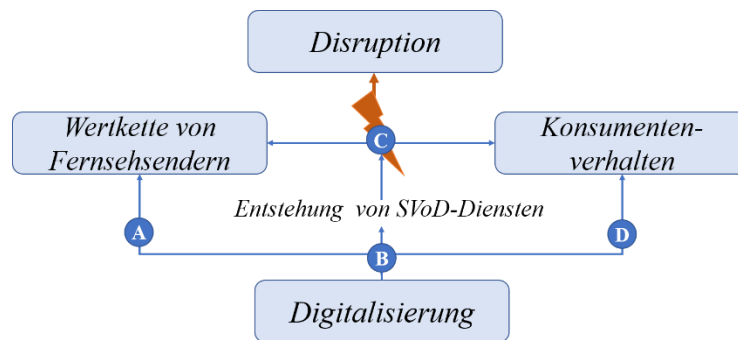 Disruption
Wertkette von
Fernsehsendern
C
Konsumenten-
verhalten
Entstehung von SVoD-Diensten
A
D
B
Digitalisierung